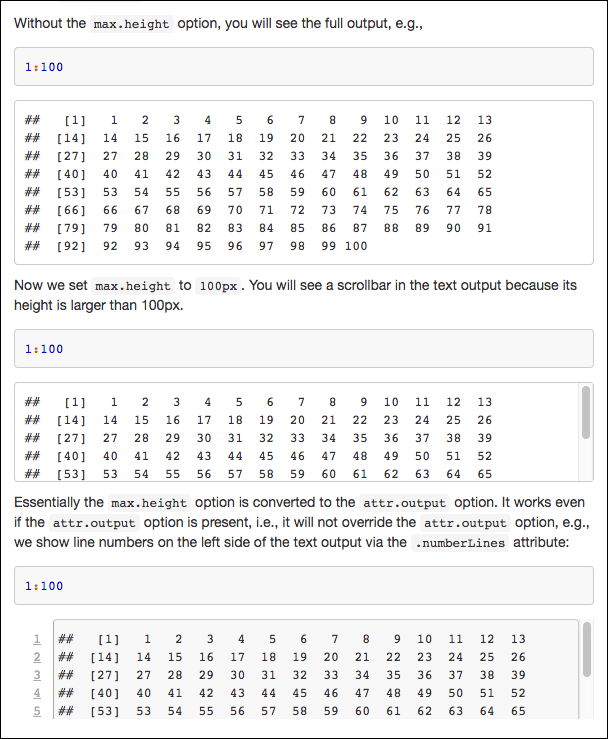 Without the max.height option, you will see the full output, e.g.,
1:100
## [1] 1 2 3 4 5 6 7 8 9 10 11 12 13
## [14] 14 15 16 17 18 19 20 21 22 23 24 25 26
## [27] 27 28 29 30 31 32 33 34 35 36 37 38 39
## [40] 40 41 42 43 44 45 46 47 48 49 50 51 52
## [53] 53 54 55 56 57 58 59 60 61 62 63 64 65
## [66] 66 67 68 69 70 71 72 73 74 75 76 77 78
## [79] 79 80 81 82 83 84 85 86 87 88 89 90 91
## [92] 92 93 94 95 96 97 98 99 100
Now we set max.height to 100px. You will see a scrollbar in the text output because its
height is larger than 100px.
1:100
## [1] 1 2 3 4 5 6 7 8 9 10 11 12 13
## [14] 14 15 16 17 18 19 20 21 22 23 24 25 26
## [27] 27 28 29 30 31 32 33 34 35 36 37 38 39
## [40] 40 41 42 43 44 45 46 47 48 49 50 51 52
## [53] 53 54 55 56 57 58 59 60 61 62 63 64 65
Essentially the max.height option is converted to the attr.output option. It works even
if the attr.output option is present, i.e., it will not override the attr.output option, e.g.,
we show line numbers on the left side of the text output via the .numberLines attribute:
1:100
1 ## [1] 1 2 3 4 5 6 7 8 9 10 11 12 13
2 ## [14] 14 15 16 17 18 19 20 21 22 23 24 25 26
3 ## [27] 27 28 29 30 31 32 33 34 35 36 37 38 39
4 ## [40] 40 41 42 43 44 45 46 47 48 49 50 51 52
5 ## [53] 53 54 55 56 57 58 59 60 61 62 63 64 65